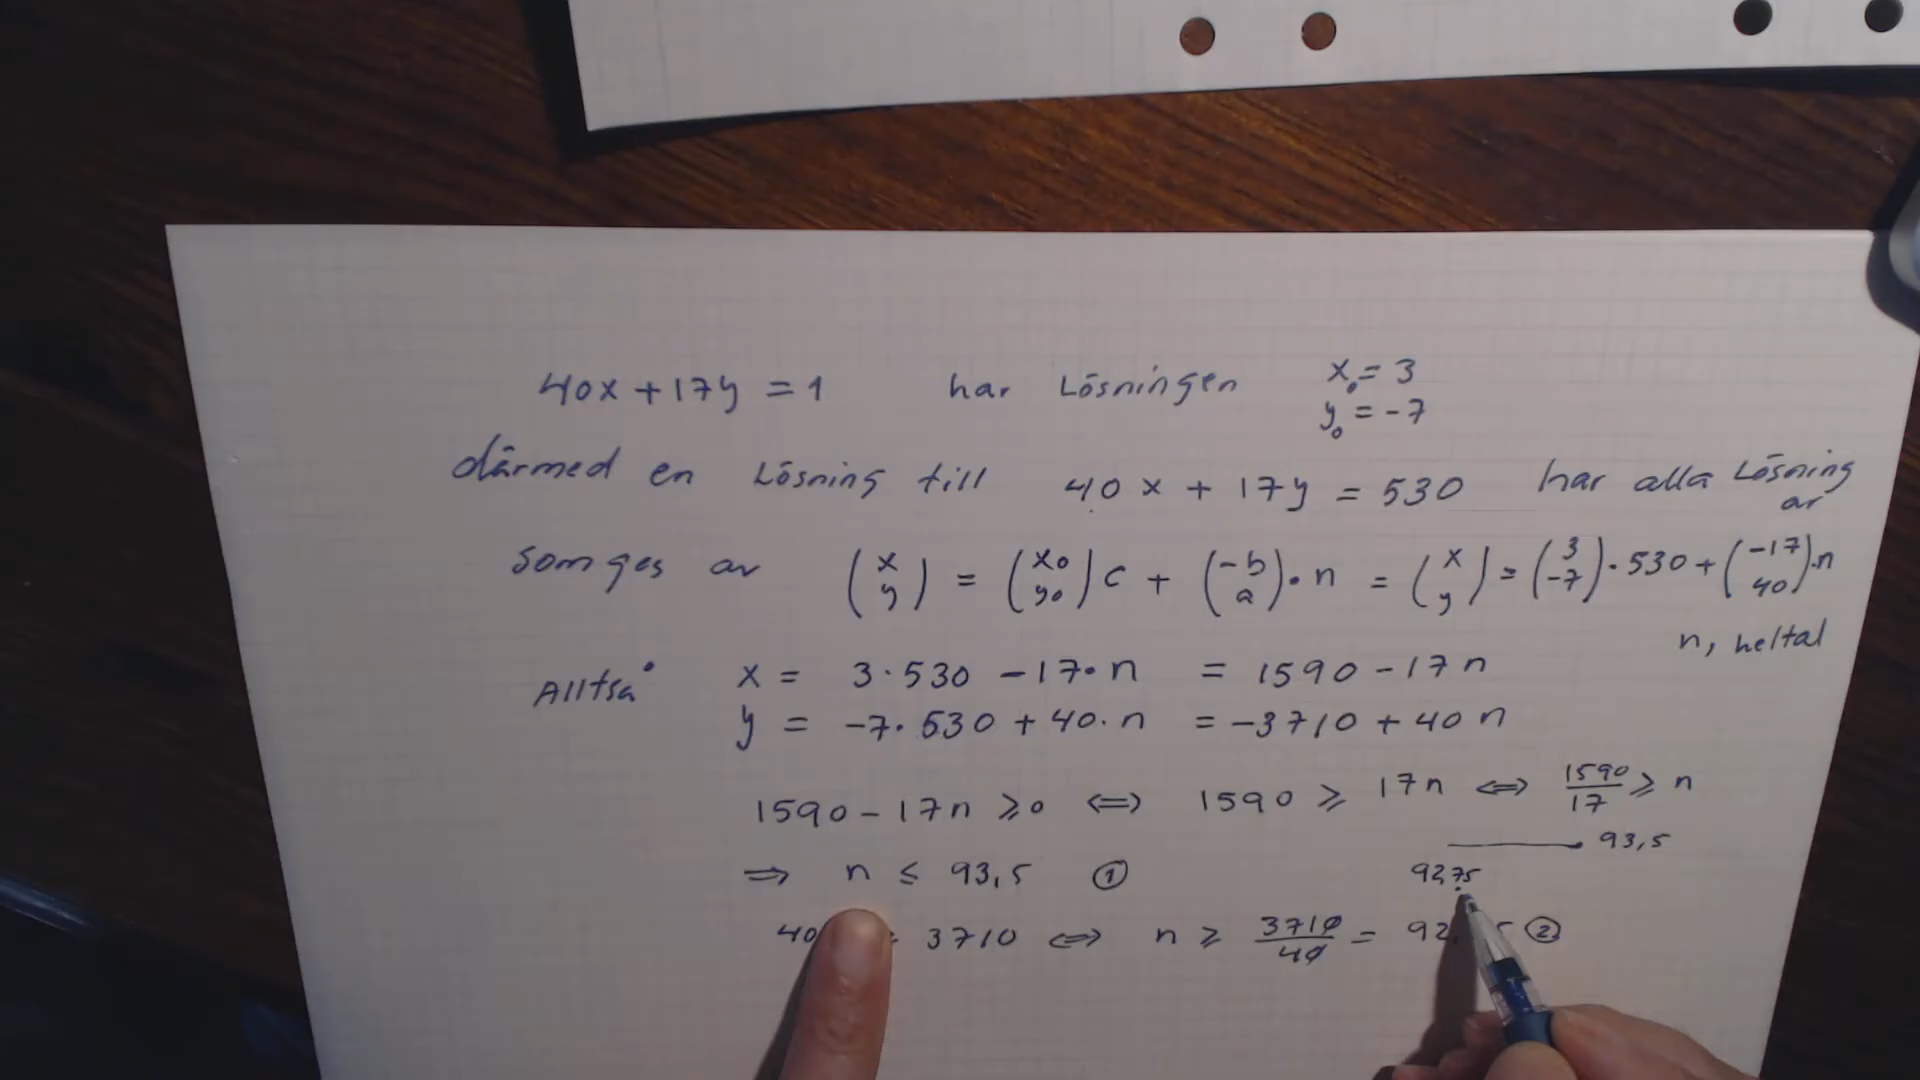 40x + 17y = 1 har Lösningen x₀ = 3
y₀ = -7
därmed en Lösning till 40x + 17y = 530 har alla Lösning
ar
som ges av (x y) = (x₀ y₀) c + (-b a) · n = (x y) = (3 -7) · 530 + (-17 40) · n
n, heltal
Alltså x = 3 · 530 - 17 · n = 1590 - 17n
y = -7 · 530 + 40 · n = -3710 + 40n
1590 - 17n ⩾ 0 ⇔ 1590 ⩾ 17n ⇔ 1590/17 ⩾ n
93,5
⇒ n ≤ 93,5 ①
92,75
40 3710 ⇔ n ⩾ 3710/40 = 92 ②